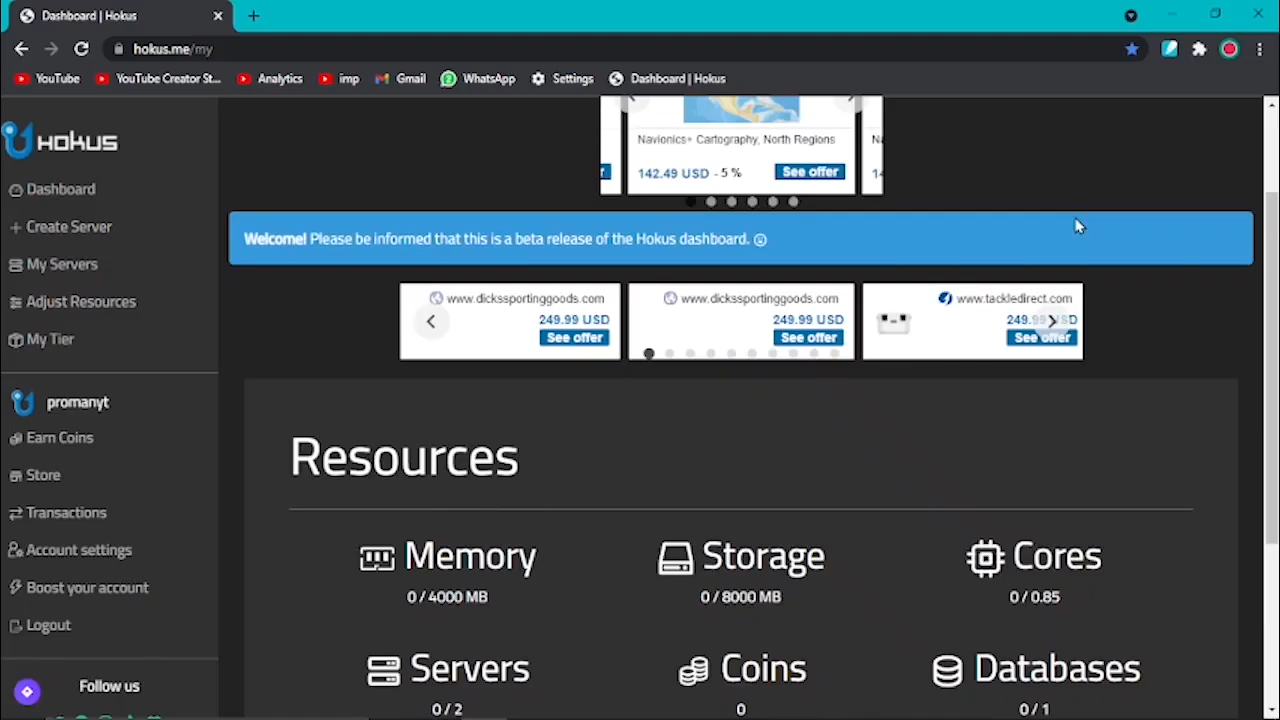 Dashboard | Hokus
hokus.me/my
YouTube
YouTube Creator St...
Analytics
imp
Gmail
WhatsApp
Settings
Dashboard | Hokus
HOKUS
Dashboard
Create Server
My Servers
Adjust Resources
My Tier
promanyt
Earn Coins
Store
Transactions
Account settings
Boost your account
Logout
Follow us
Navionics+ Cartography, North Regions
142.49 USD - 5 %
See offer
Welcome! Please be informed that this is a beta release of the Hokus dashboard.
www.dickssportinggoods.com
249.99 USD
See offer
www.dickssportinggoods.com
249.99 USD
See offer
www.tackledirect.com
249.99 USD
See offer
Resources
Memory
0 / 4000 MB
Storage
0 / 8000 MB
Cores
0 / 0.85
Servers
0 / 2
Coins
0
Databases
0 / 1